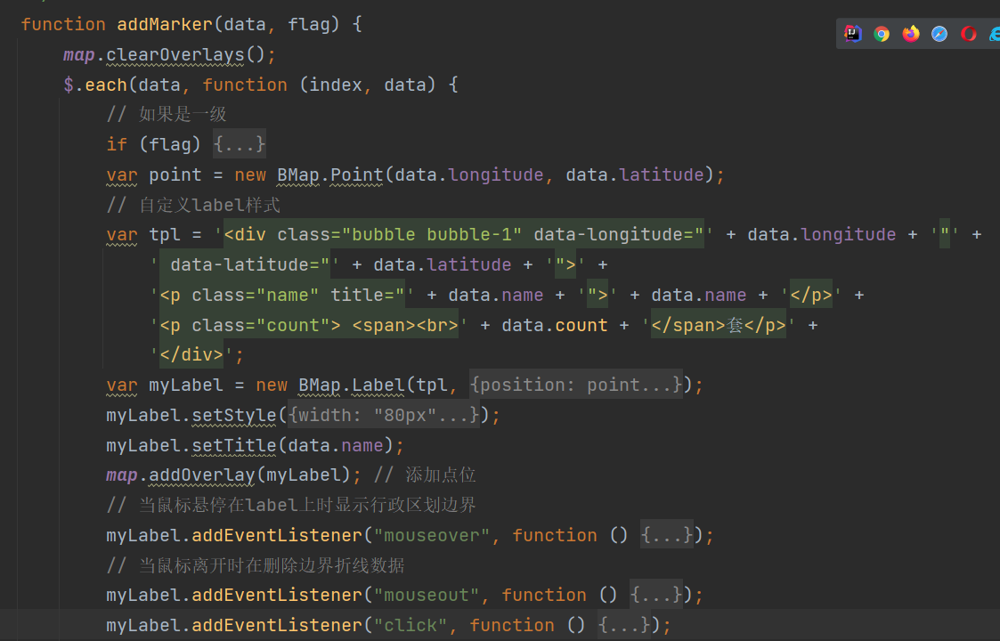 function addMarker(data, flag) {
map.clearOverlays();
$.each(data, function (index, data) {
// 如果是一级
if (flag) {...}
var point = new BMap.Point(data.longitude, data.latitude);
// 自定义label样式
var tpl = '<div class="bubble bubble-1" data-longitude="' + data.longitude + '"' +
' data-latitude="' + data.latitude + '">' +
'<p class="name" title="' + data.name + '">' + data.name + '</p>' +
'<p class="count"> <span><br>' + data.count + '</span>套</p>' +
'</div>';
var myLabel = new BMap.Label(tpl, {position: point...});
myLabel.setStyle({width: "80px"...});
myLabel.setTitle(data.name);
map.addOverlay(myLabel); // 添加点位
// 当鼠标悬停在label上时显示行政区划边界
myLabel.addEventListener("mouseover", function () {...});
// 当鼠标离开时在删除边界折线数据
myLabel.addEventListener("mouseout", function () {...});
myLabel.addEventListener("click", function () {...});